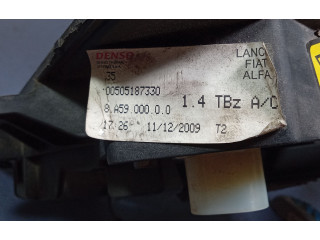 DENSO
LANC
FIAT
ALFA
35
00505187330
8.A59.000.0.0
1.4 TBz A/C
17:26 11/12/2009 T2